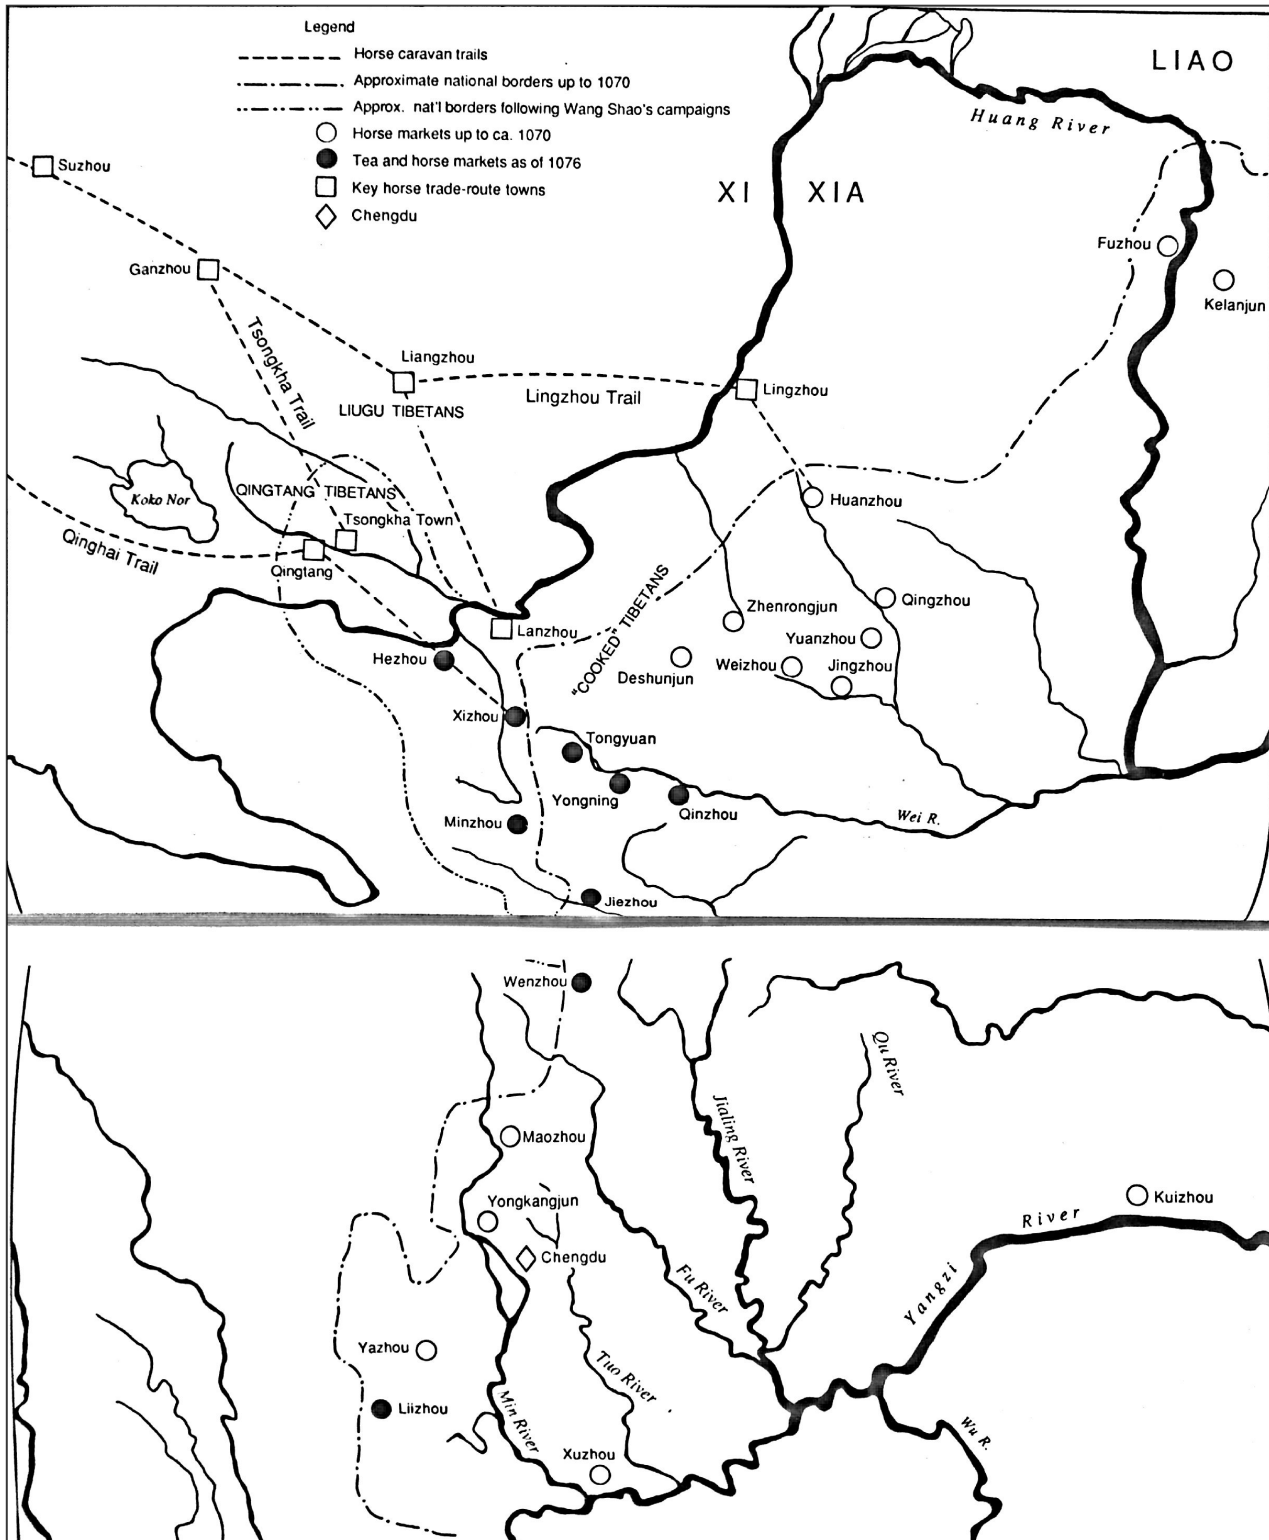 Legend
Horse caravan trails
Approximate national borders up to 1070
Approx. nat'l borders following Wang Shao's campaigns
Horse markets up to ca. 1070
Tea and horse markets as of 1076
Key horse trade-route towns
Chengdu
LIAO
Huang River
XI XIA
Suzhou
Ganzhou
Fuzhou
Kelanjun
Tsongkha Trail
Liangzhou
LIUGU TIBETANS
Lingzhou Trail
Lingzhou
QINGTANG TIBETANS
Koko Nor
Tsongkha Town
Qinghai Trail
Qingtang
Huanzhou
Lanzhou
"COOKED" TIBETANS
Zhenrongjun
Qingzhou
Yuanzhou
Hezhou
Deshunjun
Weizhou
Jingzhou
Xizhou
Tongyuan
Yongning
Qinzhou
Wei R.
Minzhou
Jiezhou
Wenzhou
Qu River
Jialing River
Maozhou
Yongkangjun
Kuizhou
River
Chengdu
Fu River
Yangzi
Yazhou
Tuo River
Liizhou
Min River
Wu R.
Xuzhou